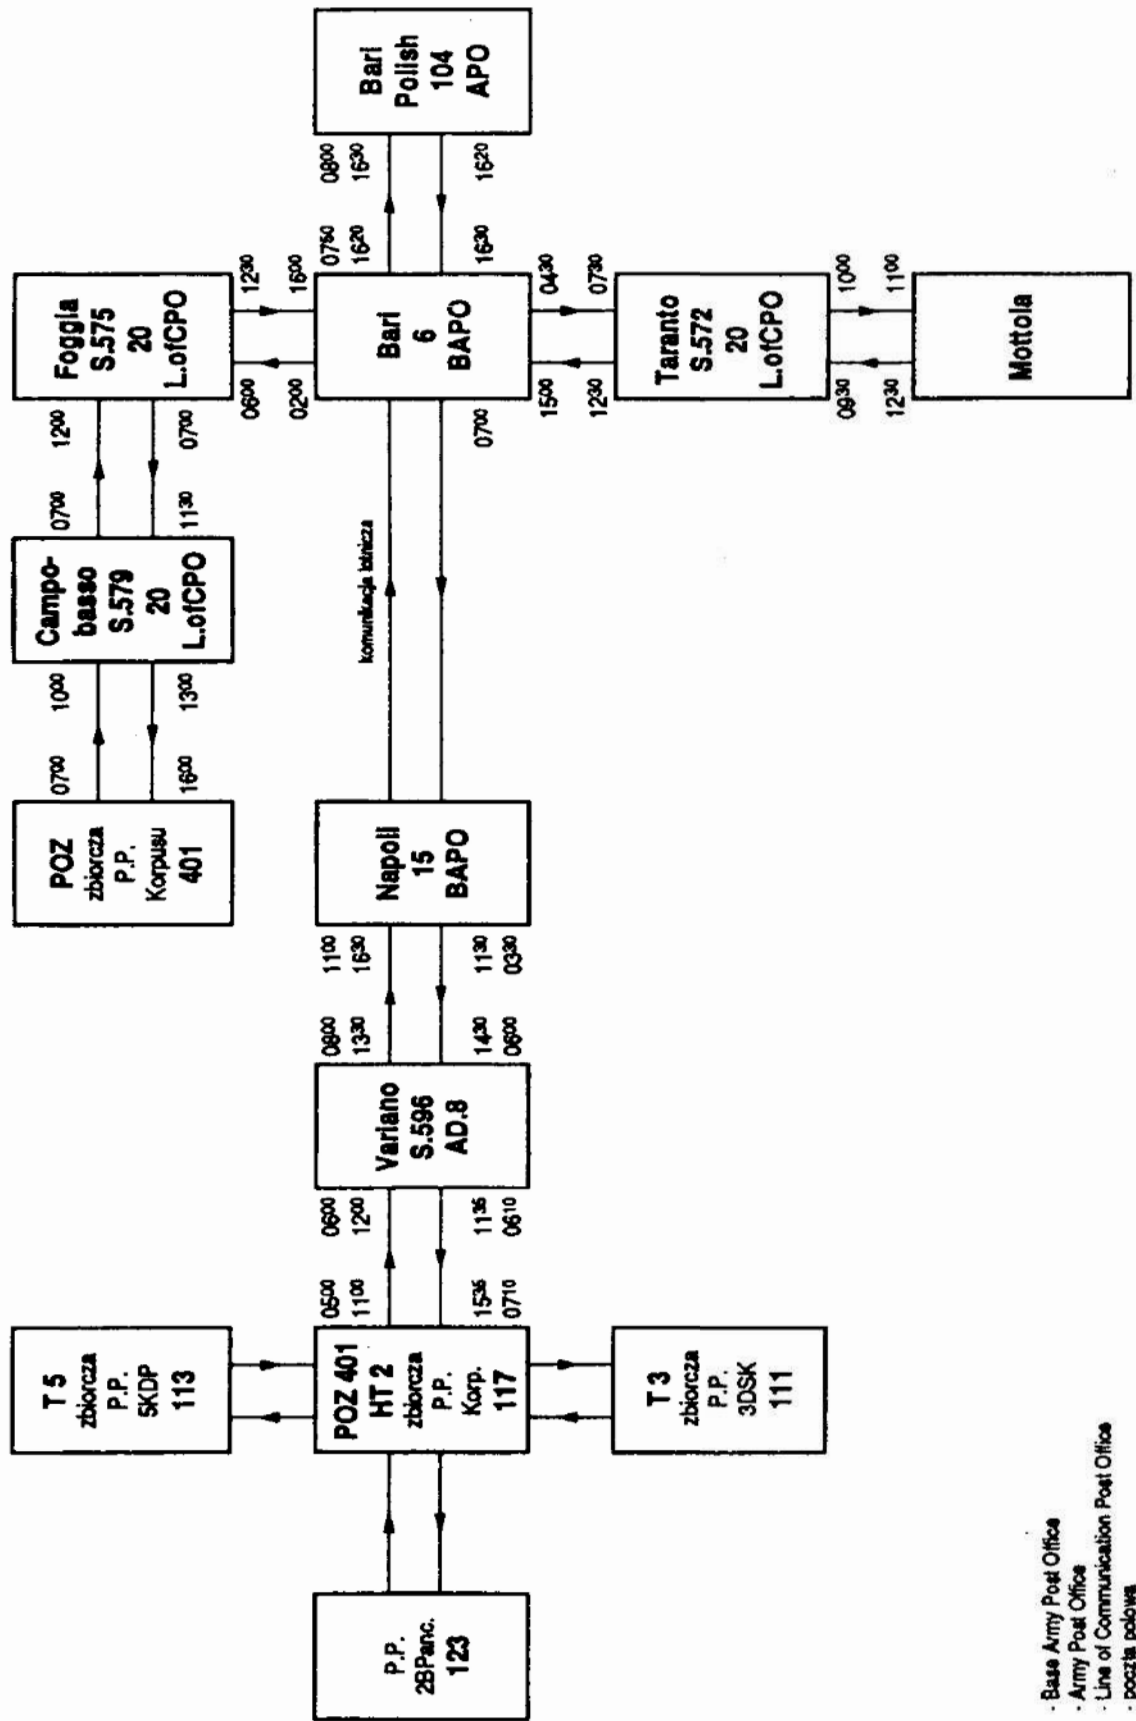 POZ
zbiorcza
P.P.
Korpusu
401
07⁰⁰
10⁰⁰
16⁰⁰
13⁰⁰
Campo-
basso
S.579
20
L.ofCPO
07⁰⁰
12⁰⁰
11³⁰
07⁰⁰
Foggia
S.575
20
L.ofCPO
06⁰⁰
12³⁰
02⁰⁰
16⁰⁰
T 5
zbiorcza
P.P.
5KDP
113
P.P.
2BPanc.
123
POZ 401
HT 2
zbiorcza
P.P.
Korp.
117
05⁰⁰
06⁰⁰
11⁰⁰
12⁰⁰
15³⁵
11³⁵
07¹⁰
06¹⁰
Variano
S.596
AD.8
08⁰⁰
11⁰⁰
13³⁰
16³⁰
14³⁰
11³⁰
06⁰⁰
03³⁰
Napoli
15
BAPO
komunikacja lotnicza
07⁰⁰
Bari
6
BAPO
07⁵⁰
08⁰⁰
16²⁰
16³⁰
16³⁰
16²⁰
Bari
Polish
104
APO
T 3
zbiorcza
P.P.
3DSK
111
15⁰⁰
04³⁰
12³⁰
07³⁰
Taranto
S.572
20
L.ofCPO
09³⁰
10⁰⁰
12³⁰
11⁰⁰
Mottola
- Base Army Post Office
- Army Post Office
- Line of Communication Post Office
- poczta polowa